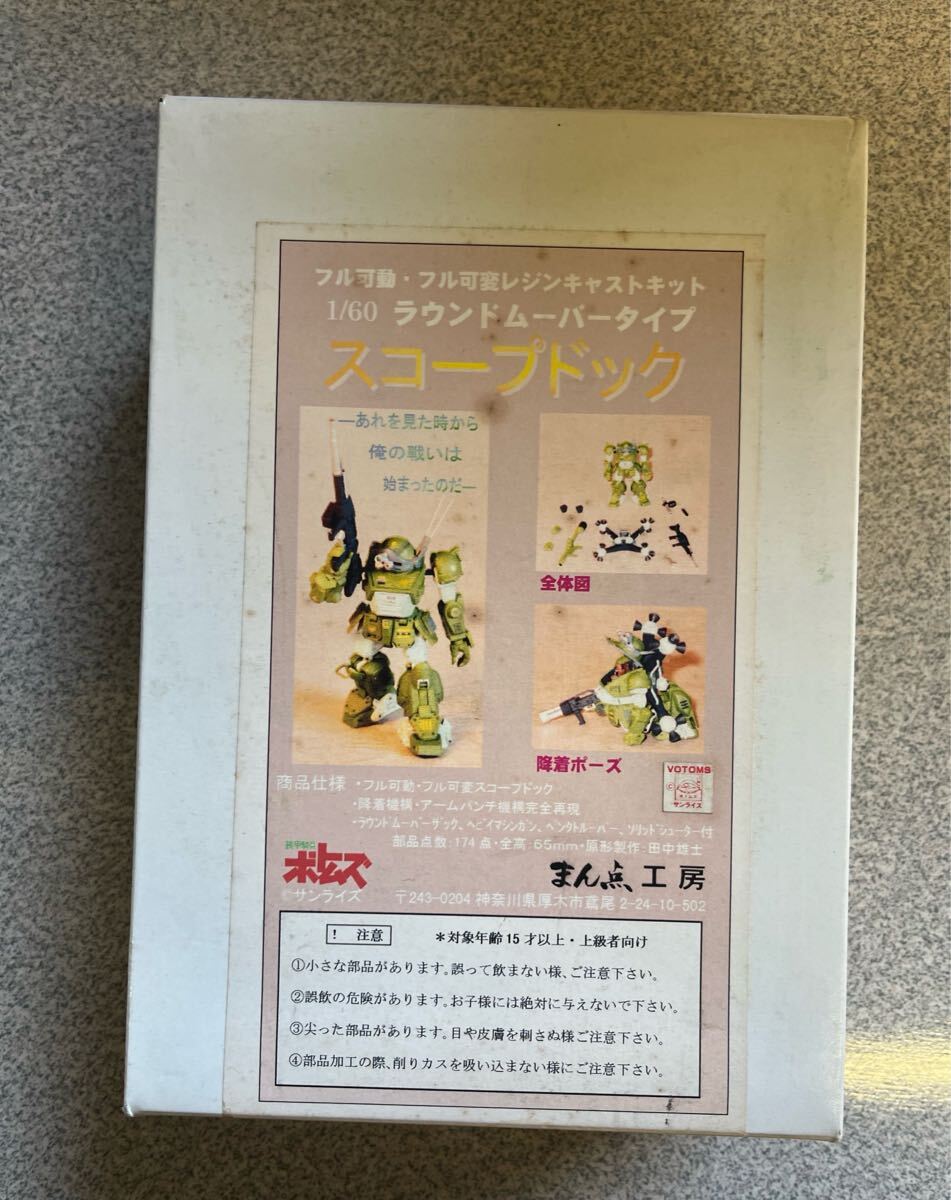 フル可動・フル可変レジンキャストキット
1/60 ラウンドムーバータイプ
スコープドック
―あれを見た時から
俺の戦いは
始まったのだ―
全体図
降着ポーズ
VOTOMS
サンライズ
商品仕様 ・フル可動・フル可変スコープドック
・降着機構・アームパンチ機構完全再現
・ラウンドムーバーザック、ヘビイマシンガン、ペンタトルーパー、ソリッドシューター付
部品点数:174点・全高:65mm・原形製作:田中雄士
装甲騎兵
ボトムズ
©サンライズ
まん点工房
〒243-0204 神奈川県厚木市鳶尾 2-24-10-502
! 注意 *対象年齢15才以上・上級者向け
①小さな部品があります。誤って飲まない様、ご注意下さい。
②誤飲の危険があります。お子様には絶対に与えないで下さい。
③尖った部品があります。目や皮膚を刺さぬ様ご注意下さい。
④部品加工の際、削りカスを吸い込まない様にご注意下さい。